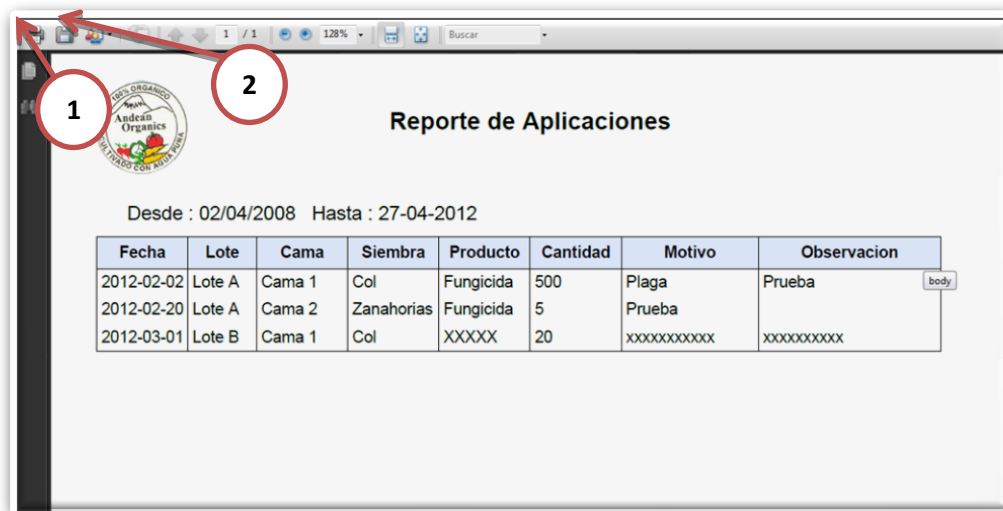 1 / 1 128% Buscar
1
2
100% ORGANICO
Andean
Organics
CULTIVADO CON AGUA PURA
Reporte de Aplicaciones
Desde : 02/04/2008 Hasta : 27-04-2012
Fecha Lote Cama Siembra Producto Cantidad Motivo Observacion
2012-02-02 Lote A Cama 1 Col Fungicida 500 Plaga Prueba
body
2012-02-20 Lote A Cama 2 Zanahorias Fungicida 5 Prueba
2012-03-01 Lote B Cama 1 Col XXXXX 20 xxxxxxxxxxx xxxxxxxxxx